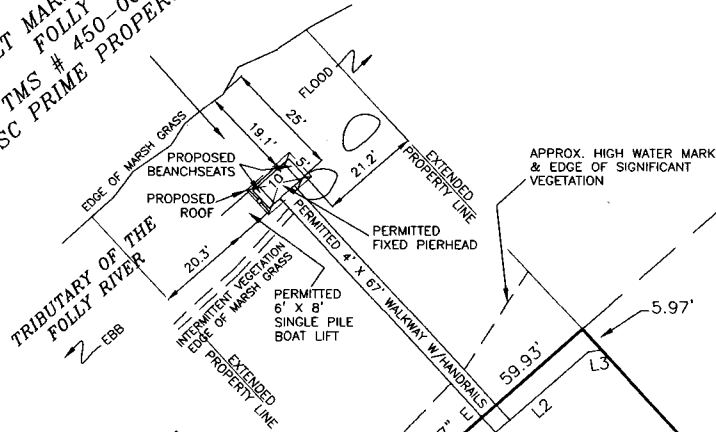 LT MAR
FOLLY
TMS # 450-0
SC PRIME PROPER
EDGE OF MARSH GRASS
19.1'
25'
FLOOD
5'
10'
21.2'
PROPOSED
BEANCHSEATS
PROPOSED
ROOF
EXTENDED
PROPERTY LINE
APPROX. HIGH WATER MARK
& EDGE OF SIGNIFICANT
VEGETATION
PERMITTED
FIXED PIERHEAD
PERMITTED 4' X 67' WALKWAY W/HANDRAILS
20.3'
TRIBUTARY OF THE
FOLLY RIVER
EBB
INTERMITTENT VEGETATION
EDGE OF MARSH GRASS
PERMITTED
6' X 8'
SINGLE PILE
BOAT LIFT
EXTENDED
PROPERTY LINE
5.97'
59.93'
L3
L2
7" E